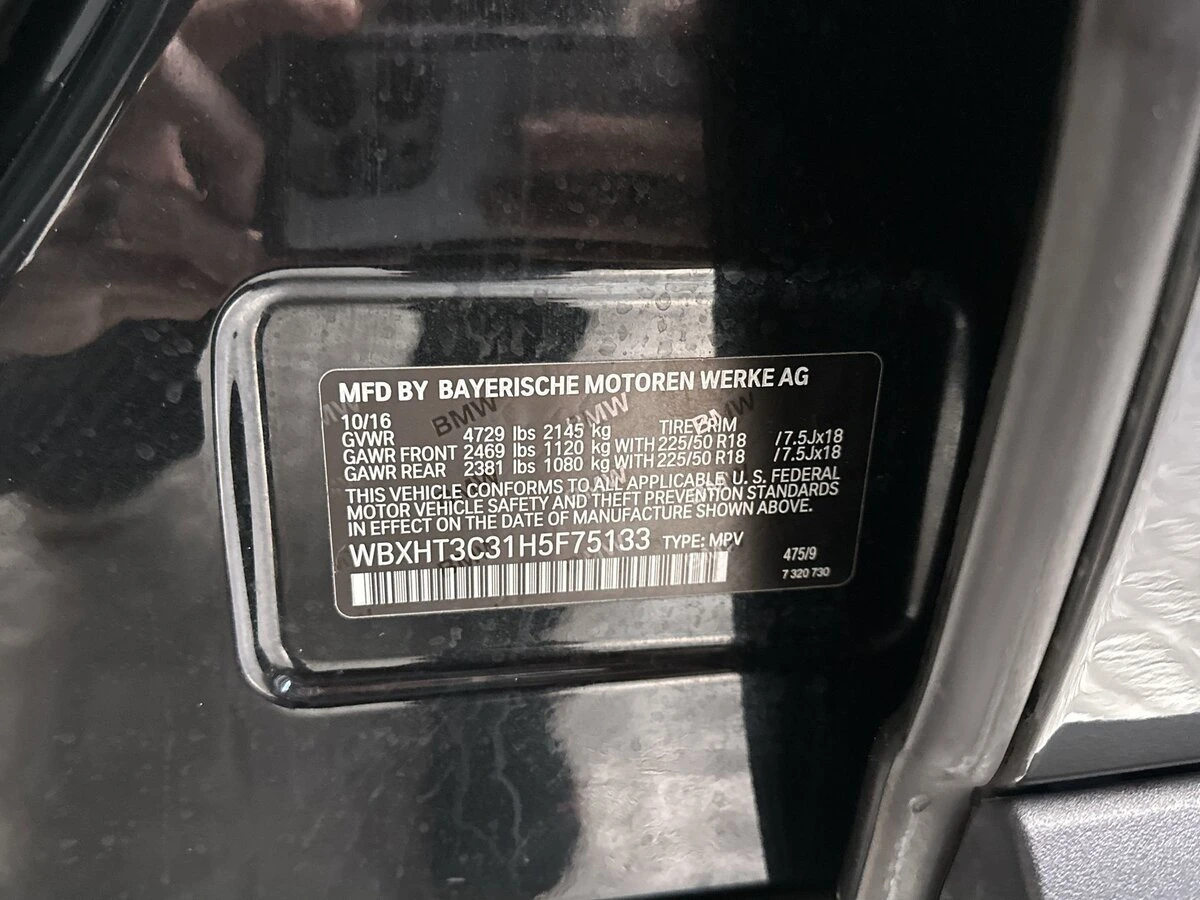 MFD BY BAYERISCHE MOTOREN WERKE AG
10/16 TIRE RIM
GVWR 4729 lbs 2145 kg
GAWR FRONT 2469 lbs 1120 kg WITH 225/50 R18 /7.5Jx18
GAWR REAR 2381 lbs 1080 kg WITH 225/50 R18 /7.5Jx18
THIS VEHICLE CONFORMS TO ALL APPLICABLE U.S. FEDERAL
MOTOR VEHICLE SAFETY AND THEFT PREVENTION STANDARDS
IN EFFECT ON THE DATE OF MANUFACTURE SHOWN ABOVE.
WBXHT3C31H5F75133 TYPE: MPV 475/9
7 320 730
BMW BMW BMW